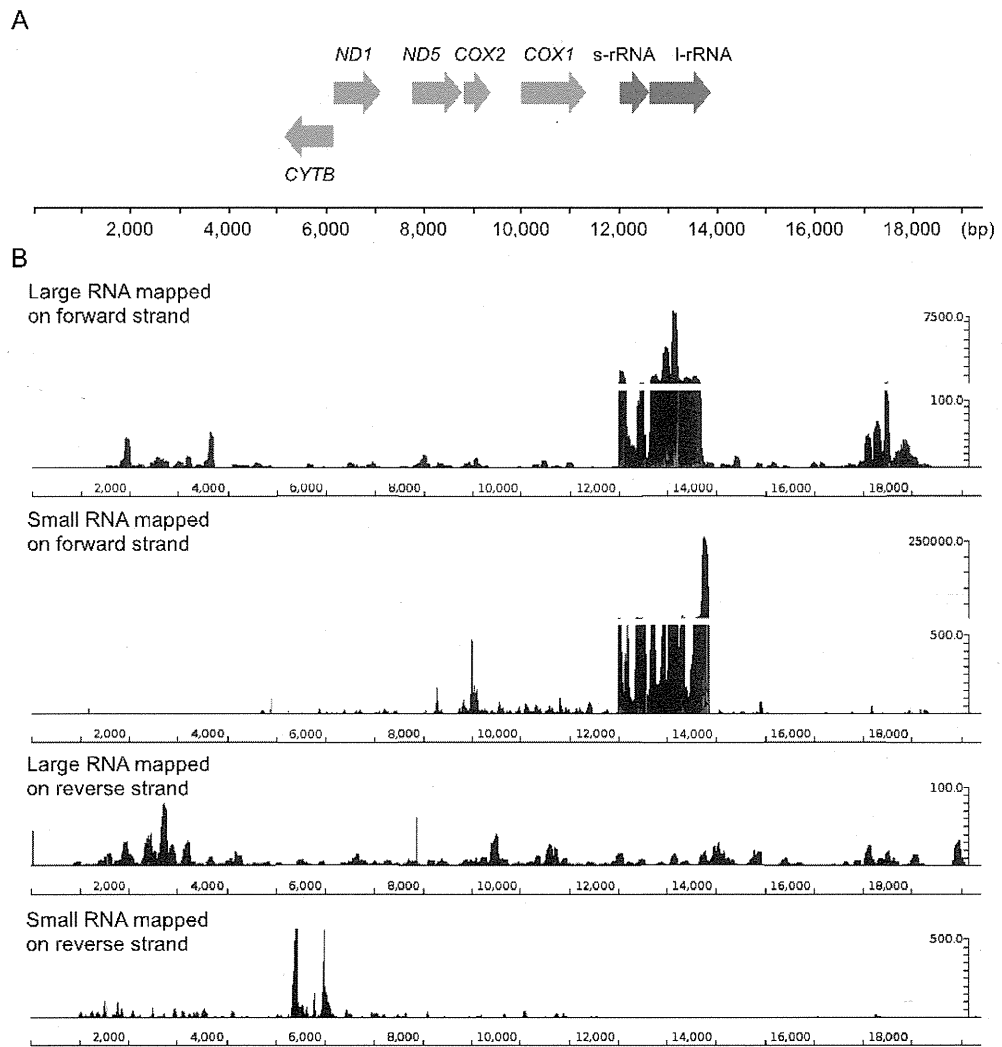 A
ND1 ND5 COX2 COX1 s-rRNA l-rRNA
CYTB
2,000 4,000 6,000 8,000 10,000 12,000 14,000 16,000 18,000 (bp)
B
Large RNA mapped
on forward strand
7500.0
100.0
2,000 4,000 6,000 8,000 10,000 12,000 14,000 16,000 18,000
Small RNA mapped
on forward strand
250000.0
500.0
2,000 4,000 6,000 8,000 10,000 12,000 14,000 16,000 18,000
Large RNA mapped
on reverse strand
100.0
2,000 4,000 6,000 8,000 10,000 12,000 14,000 16,000 18,000
Small RNA mapped
on reverse strand
500.0
2,000 4,000 6,000 8,000 10,000 12,000 14,000 16,000 18,000